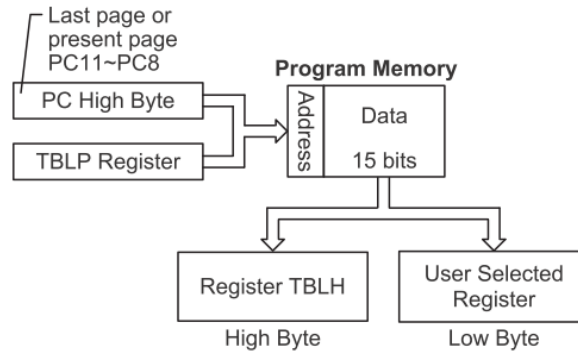 Last page or
present page
PC11~PC8
PC High Byte
TBLP Register
Program Memory
Address
Data
15 bits
Register TBLH
High Byte
User Selected
Register
Low Byte